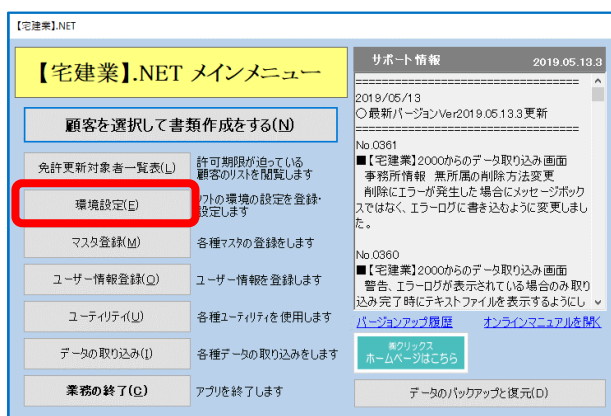 【宅建業】.NET
【宅建業】.NET メインメニュー
顧客を選択して書類作成をする(N)
免許更新対象者一覧表(L)
許可期限が迫っている
顧客のリストを閲覧します
環境設定(E)
ソフトの環境の設定を登録・
設定します
マスタ登録(M)
各種マスタの登録をします
ユーザー情報登録(O)
ユーザー情報を登録します
ユーティリティ(U)
各種ユーティリティを使用します
データの取り込み(I)
各種データの取り込みをします
業務の終了(C)
アプリを終了します
サポート情報
2019.05.13.3
===================================
2019/05/13
○最新バージョンVer2019.05.13.3更新
===================================
No.0361
■【宅建業】2000からのデータ取り込み画面
事務所情報 無所属の削除方法変更
削除にエラーが発生した場合にメッセージボック
スではなく、エラーログに書き込むように変更しまし
た。
No.0360
■【宅建業】2000からのデータ取り込み画面
警告、エラーログが表示されている場合のみ取り
込み完了時にテキストファイルを表示するようにし
バージョンアップ履歴
オンラインマニュアルを開く
㈱クリックス
ホームページはこちら
データのバックアップと復元(D)